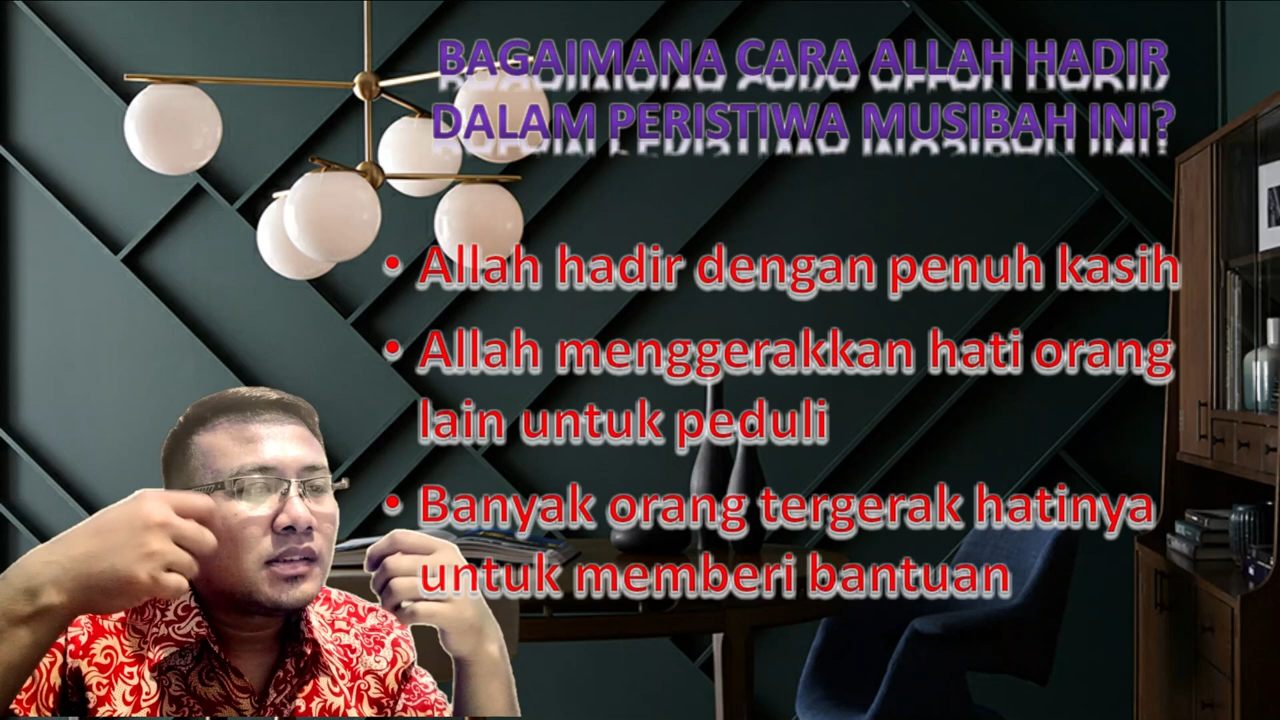 BAGAIMANA CARA ALLAH HADIR
DALAM PERISTIWA MUSIBAH INI?
• Allah hadir dengan penuh kasih
• Allah menggerakkan hati orang
lain untuk peduli
• Banyak orang tergerak hatinya
untuk memberi bantuan